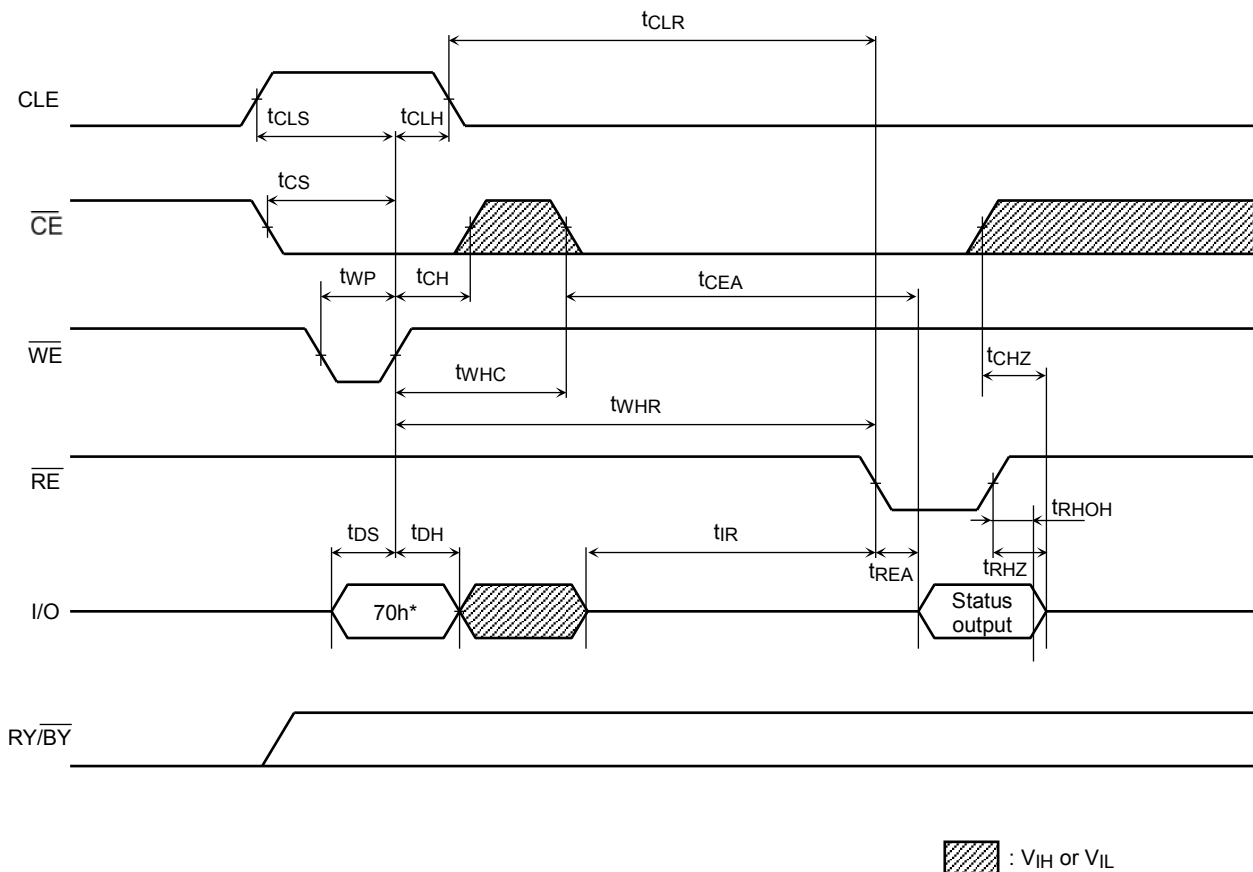 tCLR
CLE
tCLS
tCLH
tCS
CE
tWP
tCH
tCEA
WE
tWHC
tCHZ
tWHR
RE
tDS
tDH
tIR
tREA
tRHOH
tRHZ
I/O
70h*
Status
output
RY/BY
: VIH or VIL